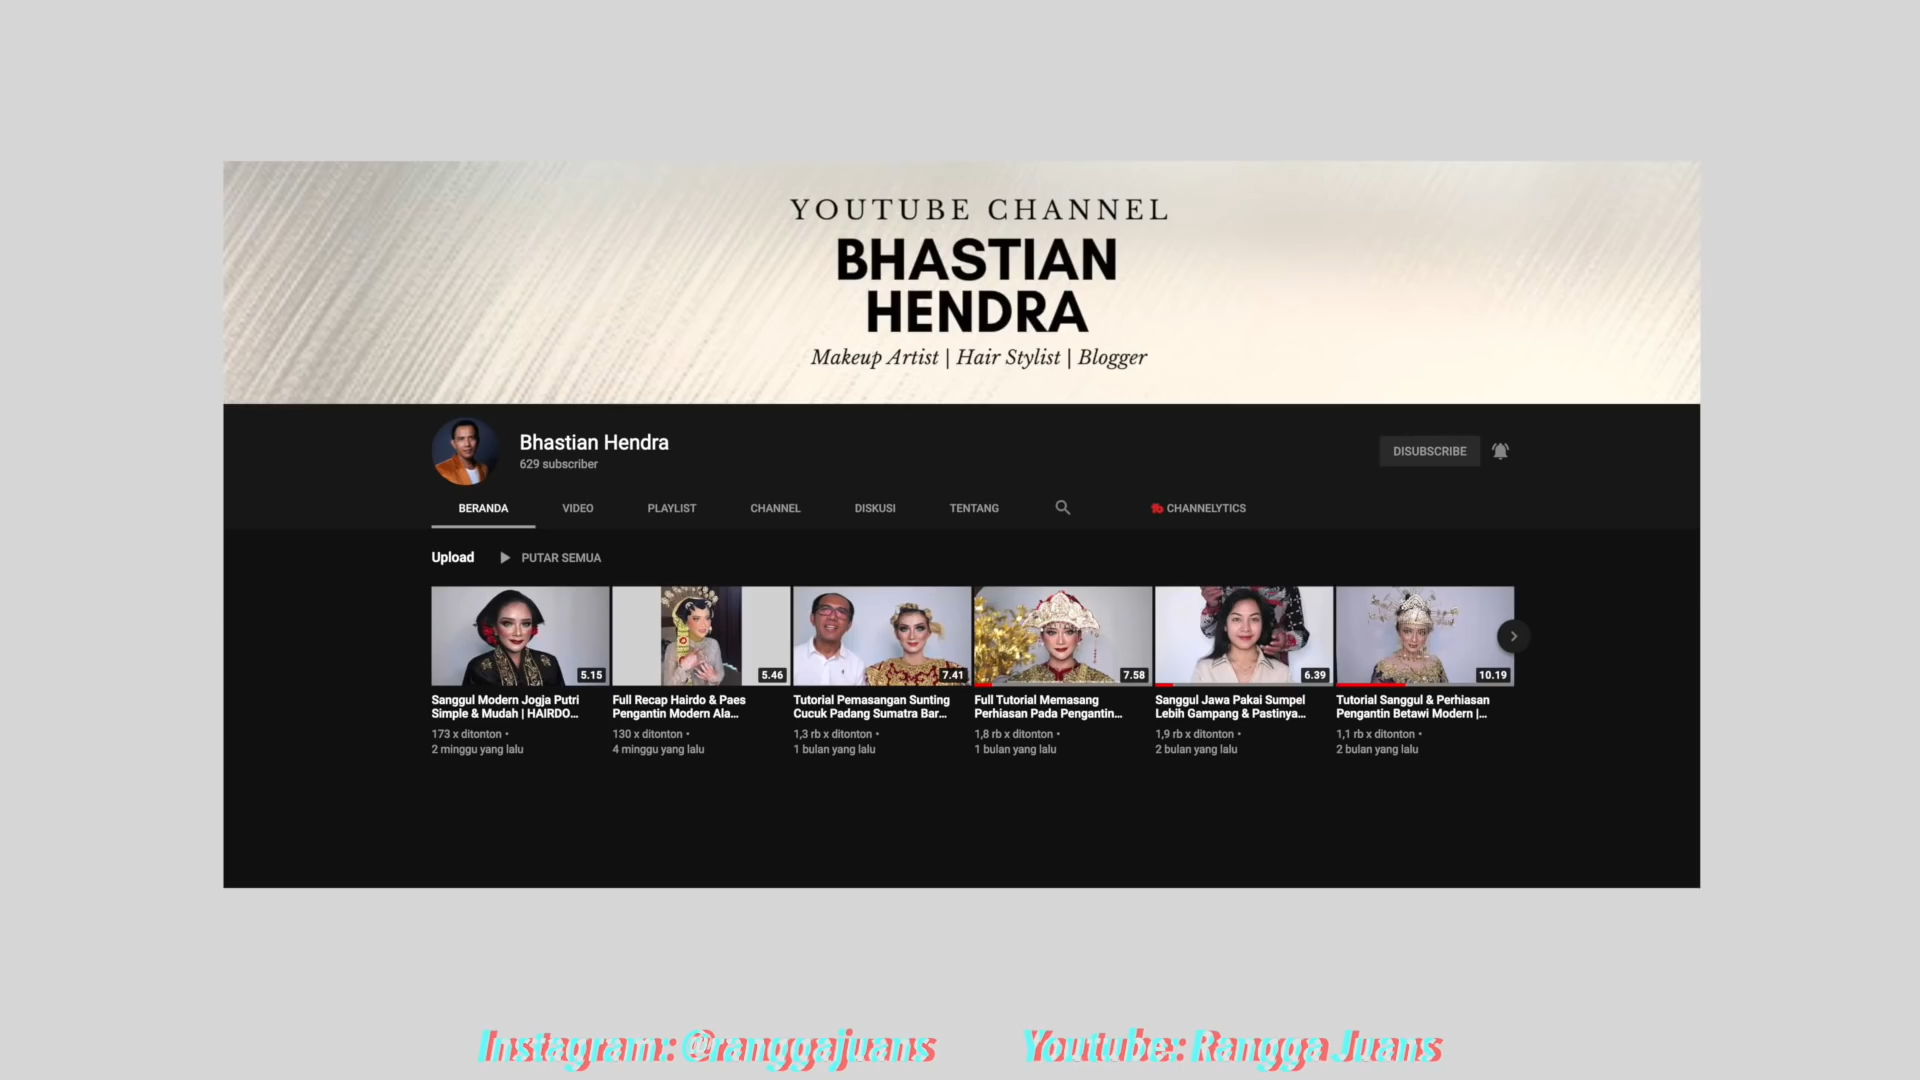 YOUTUBE CHANNEL
BHASTIAN
HENDRA
Makeup Artist | Hair Stylist | Blogger
Bhastian Hendra
629 subscriber
DISUBSCRIBE
BERANDA VIDEO PLAYLIST CHANNEL DISKUSI TENTANG CHANNELYTICS
Upload PUTAR SEMUA
5.15 5.46 7.41 7.58 6.39 10.19
Sanggul Modern Jogja Putri
Simple & Mudah | HAIRDO...
173 x ditonton •
2 minggu yang lalu
Full Recap Hairdo & Paes
Pengantin Modern Ala...
130 x ditonton •
4 minggu yang lalu
Tutorial Pemasangan Sunting
Cucuk Padang Sumatra Bar...
1,3 rb x ditonton •
1 bulan yang lalu
Full Tutorial Memasang
Perhiasan Pada Pengantin...
1,8 rb x ditonton •
1 bulan yang lalu
Sanggul Jawa Pakai Sumpel
Lebih Gampang & Pastinya...
1,9 rb x ditonton •
2 bulan yang lalu
Tutorial Sanggul & Perhiasan
Pengantin Betawi Modern |...
1,1 rb x ditonton •
2 bulan yang lalu
Instagram: @ranggajuans Youtube: Rangga Juans